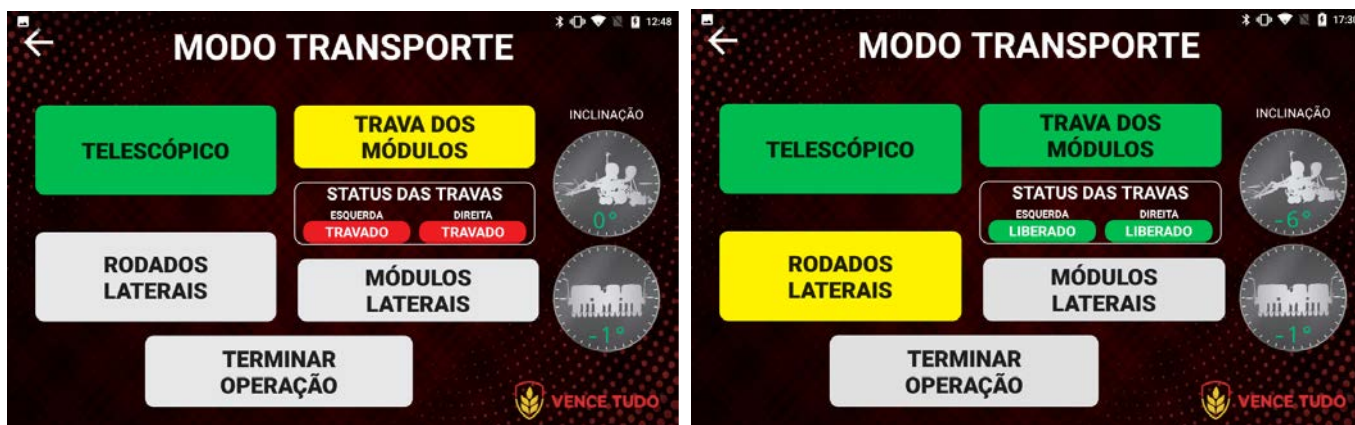 12:48
MODO TRANSPORTE
TELESCÓPICO
TRAVA DOS
MÓDULOS
INCLINAÇÃO
STATUS DAS TRAVAS
ESQUERDA DIREITA
TRAVADO TRAVADO
0°
RODADOS
LATERAIS
MÓDULOS
LATERAIS
-1°
TERMINAR
OPERAÇÃO
VENCE TUDO
17:30
MODO TRANSPORTE
TELESCÓPICO
TRAVA DOS
MÓDULOS
INCLINAÇÃO
STATUS DAS TRAVAS
ESQUERDA DIREITA
LIBERADO LIBERADO
-6°
RODADOS
LATERAIS
MÓDULOS
LATERAIS
-1°
TERMINAR
OPERAÇÃO
VENCE TUDO